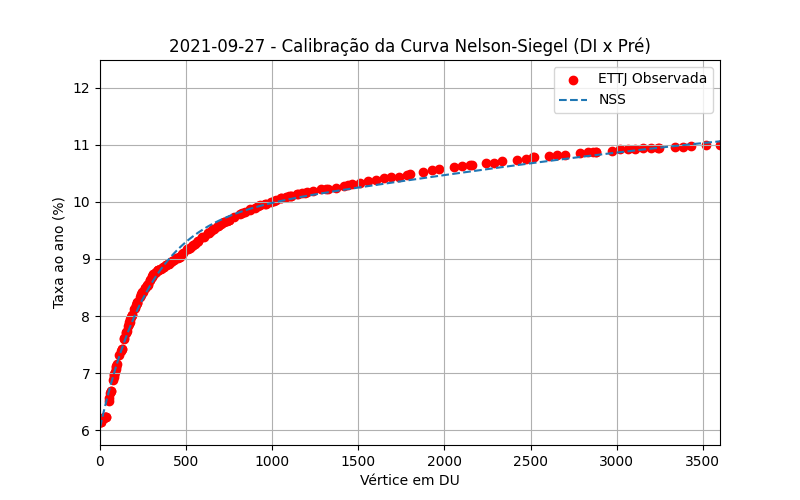 2021-09-27 - Calibração da Curva Nelson-Siegel (DI x Pré)
ETTJ Observada
NSS
Taxa ao ano (%)
12
11
10
9
8
7
6
0 500 1000 1500 2000 2500 3000 3500
Vértice em DU